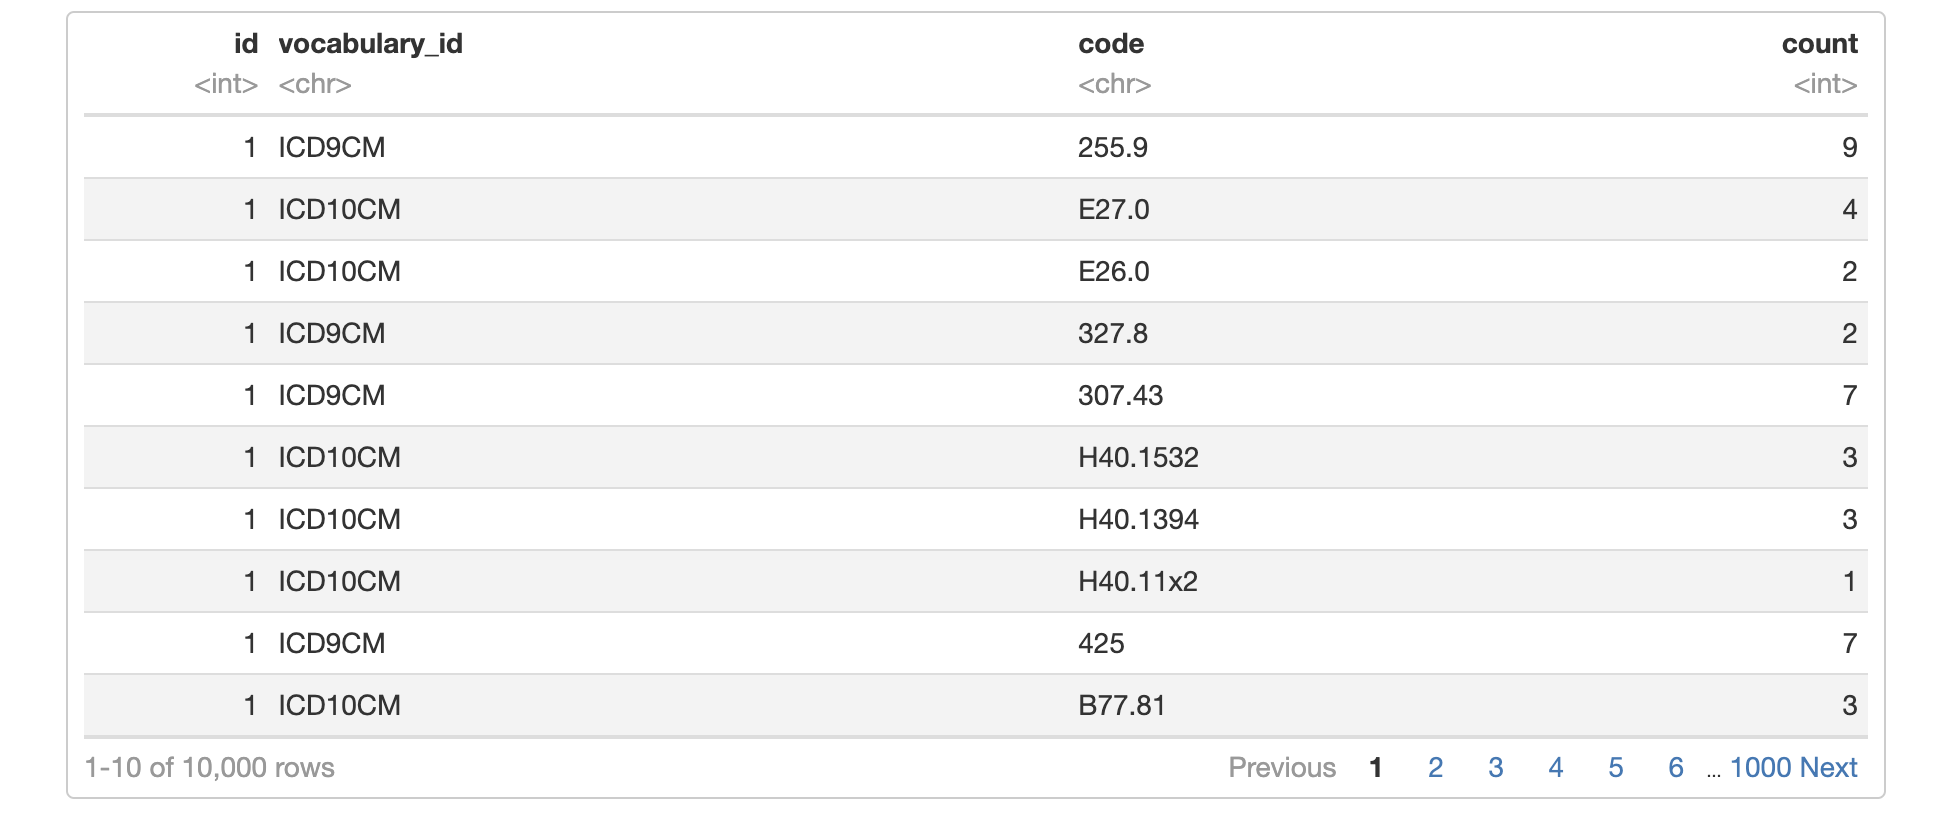 id vocabulary_id code count
<int> <chr> <chr> <int>
1 ICD9CM 255.9 9
1 ICD10CM E27.0 4
1 ICD10CM E26.0 2
1 ICD9CM 327.8 2
1 ICD9CM 307.43 7
1 ICD10CM H40.1532 3
1 ICD10CM H40.1394 3
1 ICD10CM H40.11x2 1
1 ICD9CM 425 7
1 ICD10CM B77.81 3
1-10 of 10,000 rows Previous 1 2 3 4 5 6 ... 1000 Next